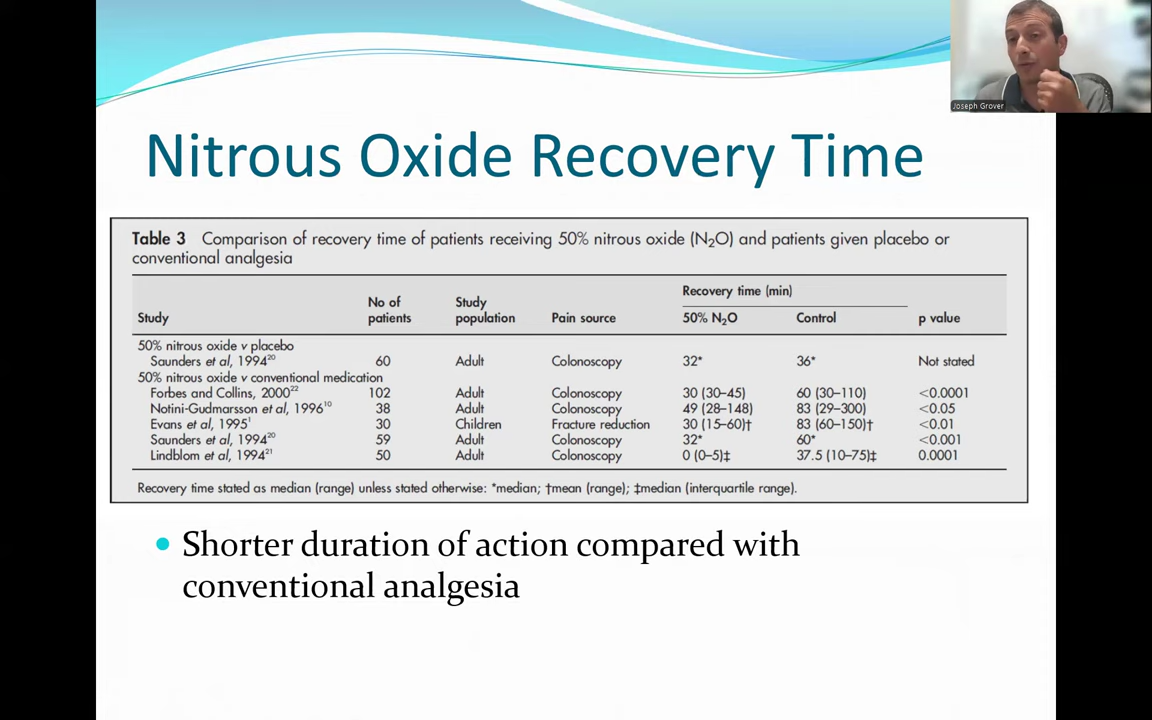 Joseph Grover
Nitrous Oxide Recovery Time
Table 3 Comparison of recovery time of patients receiving 50% nitrous oxide (N₂O) and patients given placebo or
conventional analgesia
Recovery time (min)
Study No of patients Study population Pain source 50% N₂O Control p value
50% nitrous oxide v placebo
Saunders et al, 1994²⁰ 60 Adult Colonoscopy 32* 36* Not stated
50% nitrous oxide v conventional medication
Forbes and Collins, 2000²² 102 Adult Colonoscopy 30 (30–45) 60 (30–110) <0.0001
Notini-Gudmarsson et al, 1996¹⁰ 38 Adult Colonoscopy 49 (28–148) 83 (29–300) <0.05
Evans et al, 1995¹ 30 Children Fracture reduction 30 (15–60)† 83 (60–150)† <0.01
Saunders et al, 1994²⁰ 59 Adult Colonoscopy 32* 60* <0.001
Lindblom et al, 1994²¹ 50 Adult Colonoscopy 0 (0–5)‡ 37.5 (10–75)‡ 0.0001
Recovery time stated as median (range) unless stated otherwise: *median; †mean (range); ‡median (interquartile range).
• Shorter duration of action compared with
conventional analgesia